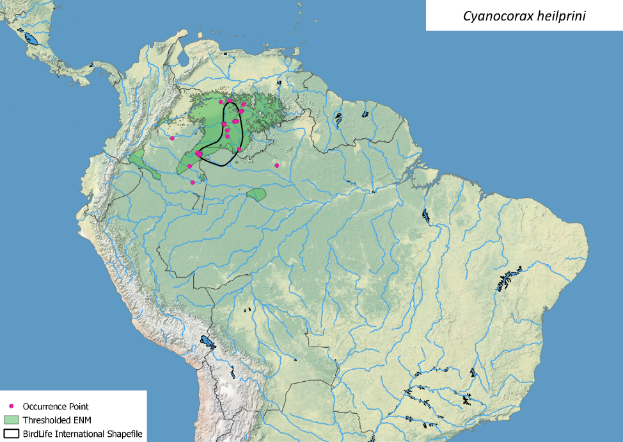 Cyanocorax heilprini
Occurrence Point
Thresholded ENM
BirdLife International Shapefile